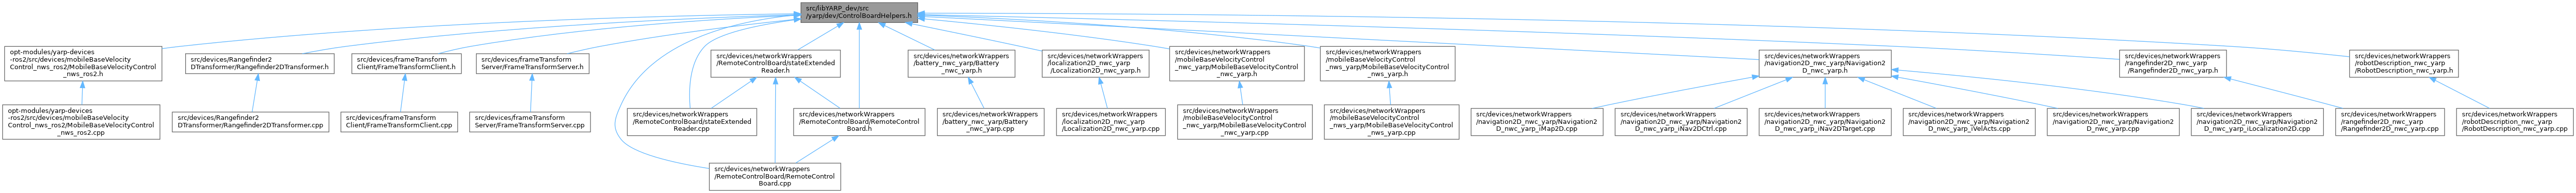 src/libYARP_dev/src
/yarp/dev/ControlBoardHelpers.h
opt-modules/yarp-devices
-ros2/src/devices/mobileBaseVelocity
Control_nws_ros2/MobileBaseVelocityControl
_nws_ros2.h
src/devices/Rangefinder2
DTransformer/Rangefinder2DTransformer.h
src/devices/frameTransform
Client/FrameTransformClient.h
src/devices/frameTransform
Server/FrameTransformServer.h
src/devices/networkWrappers
/RemoteControlBoard/stateExtended
Reader.h
src/devices/networkWrappers
/battery_nwc_yarp/Battery
_nwc_yarp.h
src/devices/networkWrappers
/localization2D_nwc_yarp
/Localization2D_nwc_yarp.h
src/devices/networkWrappers
/mobileBaseVelocityControl
_nwc_yarp/MobileBaseVelocityControl
_nwc_yarp.h
src/devices/networkWrappers
/mobileBaseVelocityControl
_nws_yarp/MobileBaseVelocityControl
_nws_yarp.h
src/devices/networkWrappers
/navigation2D_nwc_yarp/Navigation2
D_nwc_yarp.h
src/devices/networkWrappers
/rangefinder2D_nwc_yarp
/Rangefinder2D_nwc_yarp.h
src/devices/networkWrappers
/robotDescription_nwc_yarp
/RobotDescription_nwc_yarp.h
opt-modules/yarp-devices
-ros2/src/devices/mobileBaseVelocity
Control_nws_ros2/MobileBaseVelocityControl
_nws_ros2.cpp
src/devices/Rangefinder2
DTransformer/Rangefinder2DTransformer.cpp
src/devices/frameTransform
Client/FrameTransformClient.cpp
src/devices/frameTransform
Server/FrameTransformServer.cpp
src/devices/networkWrappers
/RemoteControlBoard/stateExtended
Reader.cpp
src/devices/networkWrappers
/RemoteControlBoard/RemoteControl
Board.h
src/devices/networkWrappers
/battery_nwc_yarp/Battery
_nwc_yarp.cpp
src/devices/networkWrappers
/localization2D_nwc_yarp
/Localization2D_nwc_yarp.cpp
src/devices/networkWrappers
/mobileBaseVelocityControl
_nwc_yarp/MobileBaseVelocityControl
_nwc_yarp.cpp
src/devices/networkWrappers
/mobileBaseVelocityControl
_nws_yarp/MobileBaseVelocityControl
_nws_yarp.cpp
src/devices/networkWrappers
/navigation2D_nwc_yarp/Navigation2
D_nwc_yarp_iMap2D.cpp
src/devices/networkWrappers
/navigation2D_nwc_yarp/Navigation2
D_nwc_yarp_iNav2DCtrl.cpp
src/devices/networkWrappers
/navigation2D_nwc_yarp/Navigation2
D_nwc_yarp_iNav2DTarget.cpp
src/devices/networkWrappers
/navigation2D_nwc_yarp/Navigation2
D_nwc_yarp_iVelActs.cpp
src/devices/networkWrappers
/navigation2D_nwc_yarp/Navigation2
D_nwc_yarp.cpp
src/devices/networkWrappers
/navigation2D_nwc_yarp/Navigation2
D_nwc_yarp_iLocalization2D.cpp
src/devices/networkWrappers
/rangefinder2D_nwc_yarp
/Rangefinder2D_nwc_yarp.cpp
src/devices/networkWrappers
/robotDescription_nwc_yarp
/RobotDescription_nwc_yarp.cpp
src/devices/networkWrappers
/RemoteControlBoard/RemoteControl
Board.cpp